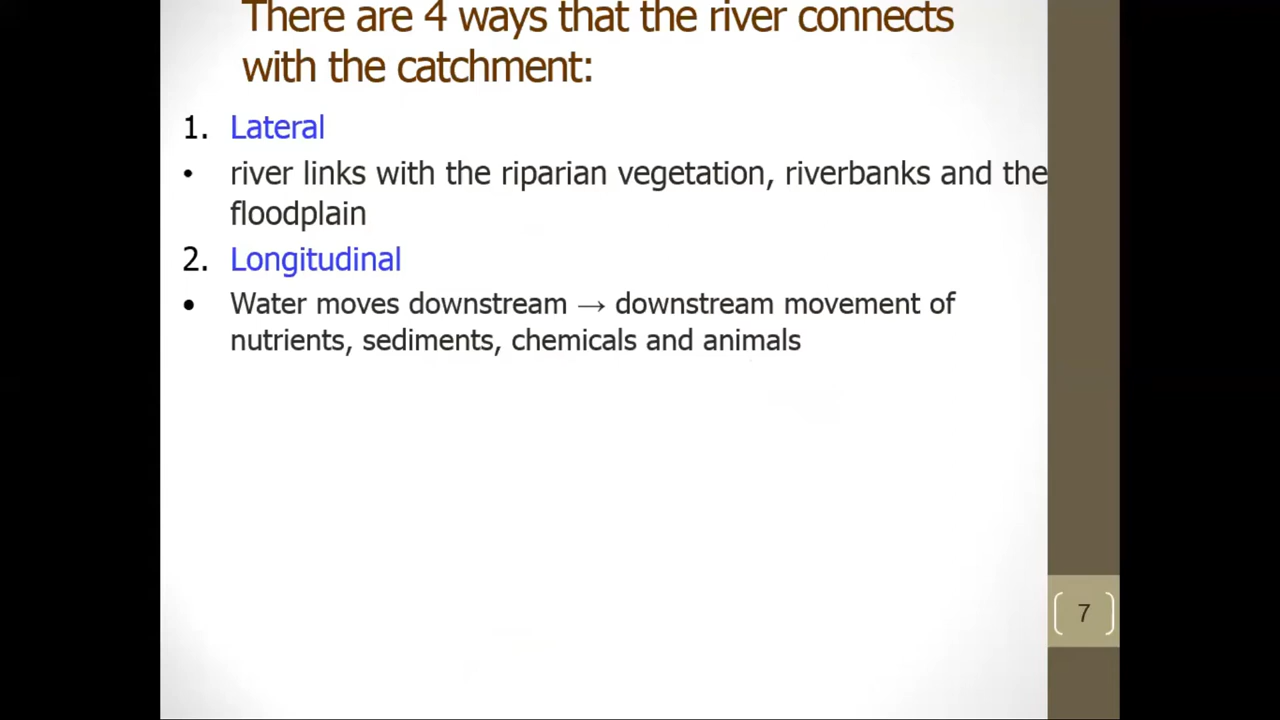 There are 4 ways that the river connects
with the catchment:
1. Lateral
• river links with the riparian vegetation, riverbanks and the
floodplain
2. Longitudinal
• Water moves downstream → downstream movement of
nutrients, sediments, chemicals and animals
7